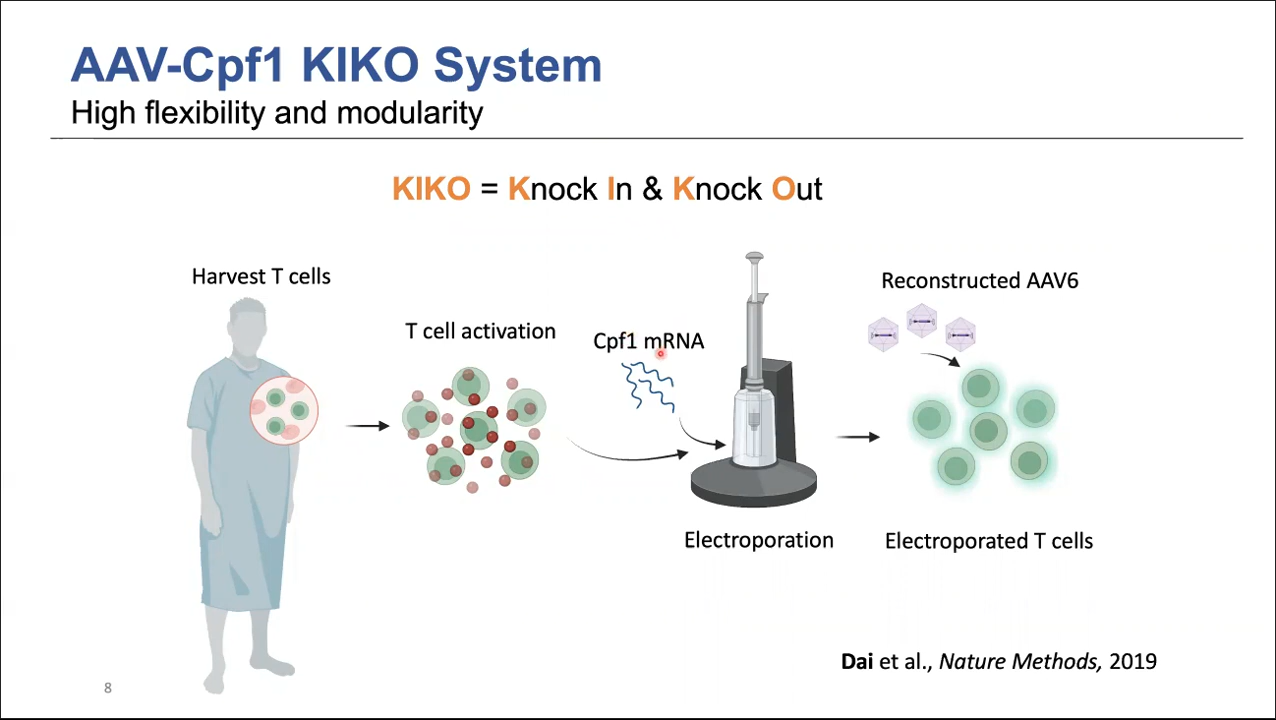 AAV-Cpf1 KIKO System
High flexibility and modularity
KIKO = Knock In & Knock Out
Harvest T cells
T cell activation
Cpf1 mRNA
Reconstructed AAV6
Electroporation
Electroporated T cells
Dai et al., Nature Methods, 2019
8